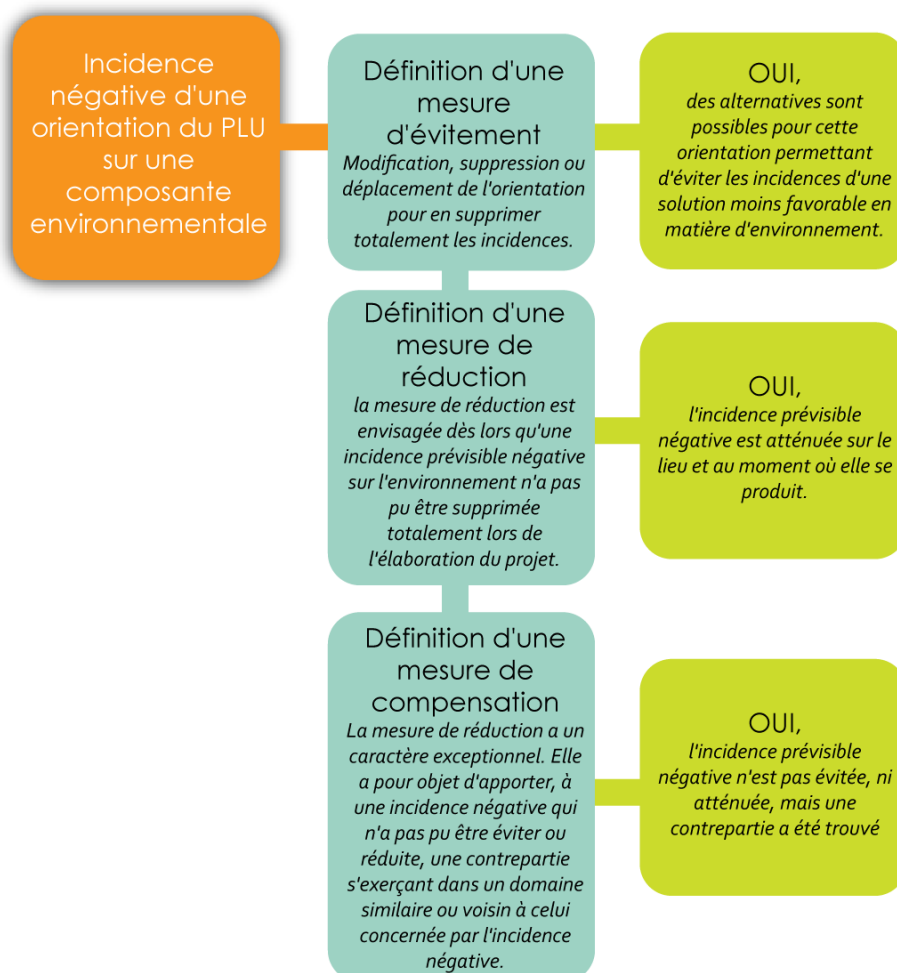 Incidence
négative d'une
orientation du PLU
sur une
composante
environnementale
Définition d'une
mesure
d'évitement
Modification, suppression ou
déplacement de l'orientation
pour en supprimer
totalement les incidences.
OUI,
des alternatives sont
possibles pour cette
orientation permettant
d'éviter les incidences d'une
solution moins favorable en
matière d'environnement.
Définition d'une
mesure de
réduction
la mesure de réduction est
envisagée dès lors qu'une
incidence prévisible négative
sur l'environnement n'a pas
pu être supprimée
totalement lors de
l'élaboration du projet.
OUI,
l'incidence prévisible
négative est atténuée sur le
lieu et au moment où elle se
produit.
Définition d'une
mesure de
compensation
La mesure de réduction a un
caractère exceptionnel. Elle
a pour objet d'apporter, à
une incidence négative qui
n'a pas pu être éviter ou
réduite, une contrepartie
s'exerçant dans un domaine
similaire ou voisin à celui
concernée par l'incidence
négative.
OUI,
l'incidence prévisible
négative n'est pas évitée, ni
atténuée, mais une
contrepartie a été trouvé